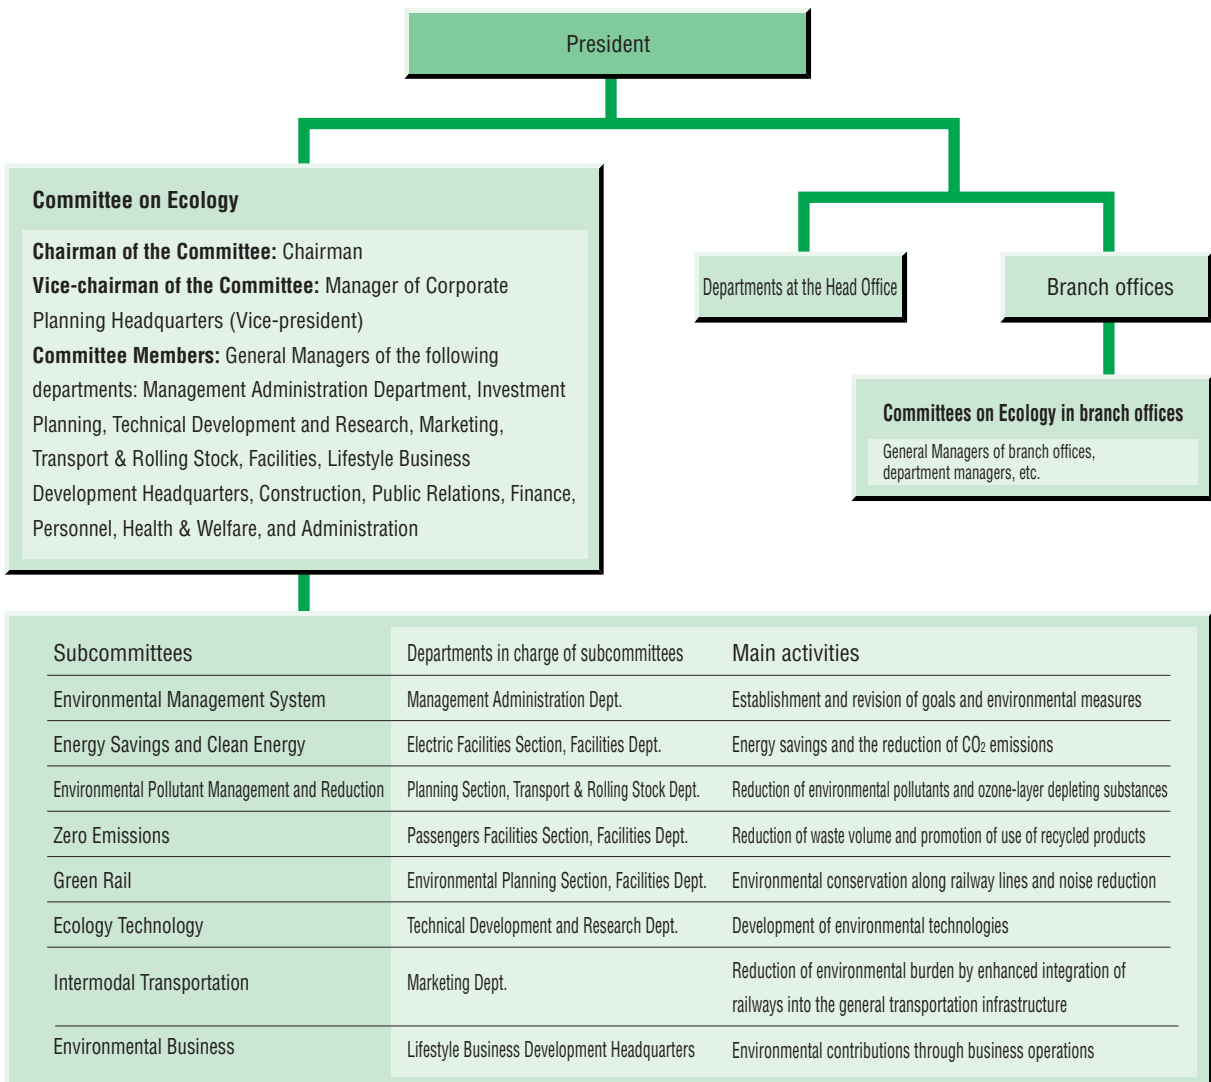 President
Committee on Ecology
Chairman of the Committee: Chairman
Vice-chairman of the Committee: Manager of Corporate
Planning Headquarters (Vice-president)
Committee Members: General Managers of the following
departments: Management Administration Department, Investment
Planning, Technical Development and Research, Marketing,
Transport & Rolling Stock, Facilities, Lifestyle Business
Development Headquarters, Construction, Public Relations, Finance,
Personnel, Health & Welfare, and Administration
Departments at the Head Office
Branch offices
Committees on Ecology in branch offices
General Managers of branch offices,
department managers, etc.
Subcommittees Departments in charge of subcommittees Main activities
Environmental Management System Management Administration Dept. Establishment and revision of goals and environmental measures
Energy Savings and Clean Energy Electric Facilities Section, Facilities Dept. Energy savings and the reduction of CO2 emissions
Environmental Pollutant Management and Reduction Planning Section, Transport & Rolling Stock Dept. Reduction of environmental pollutants and ozone-layer depleting substances
Zero Emissions Passengers Facilities Section, Facilities Dept. Reduction of waste volume and promotion of use of recycled products
Green Rail Environmental Planning Section, Facilities Dept. Environmental conservation along railway lines and noise reduction
Ecology Technology Technical Development and Research Dept. Development of environmental technologies
Intermodal Transportation Marketing Dept. Reduction of environmental burden by enhanced integration of
railways into the general transportation infrastructure
Environmental Business Lifestyle Business Development Headquarters Environmental contributions through business operations